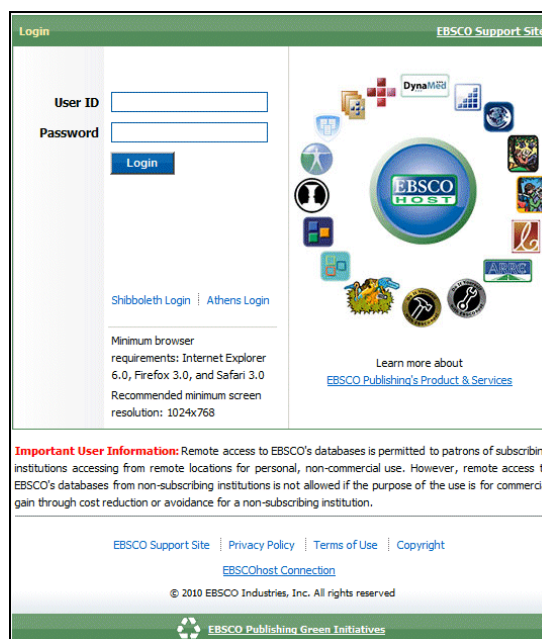 Login
EBSCO Support Site
User ID
Password
Login
DynaMed
EBSCO
HOST
Shibboleth Login
Athens Login
Minimum browser
requirements: Internet Explorer
6.0, Firefox 3.0, and Safari 3.0
Recommended minimum screen
resolution: 1024x768
Learn more about
EBSCO Publishing's Product & Services
Important User Information: Remote access to EBSCO's databases is permitted to patrons of subscribin
institutions accessing from remote locations for personal, non-commercial use. However, remote access t
EBSCO's databases from non-subscribing institutions is not allowed if the purpose of the use is for commerci
gain through cost reduction or avoidance for a non-subscribing institution.
EBSCO Support Site
Privacy Policy
Terms of Use
Copyright
EBSCOhost Connection
© 2010 EBSCO Industries, Inc. All rights reserved
EBSCO Publishing Green Initiatives